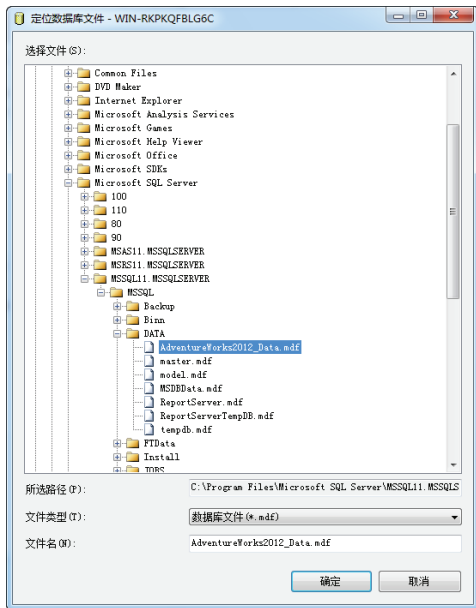 定位数据库文件 - WIN-RKPKQFBLG6C
选择文件(S):
Common Files
DVD Maker
Internet Explorer
Microsoft Analysis Services
Microsoft Games
Microsoft Help Viewer
Microsoft Office
Microsoft SDKs
Microsoft SQL Server
100
110
80
90
MSAS11.MSSQLSERVER
MSRS11.MSSQLSERVER
MSSQL11.MSSQLSERVER
MSSQL
Backup
Binn
DATA
AdventureWorks2012_Data.mdf
master.mdf
model.mdf
MSDBData.mdf
ReportServer.mdf
ReportServerTempDB.mdf
tempdb.mdf
FTData
Install
JOBS
所选路径(P): C:\Program Files\Microsoft SQL Server\MSSQL11.MSSQLS
文件类型(T): 数据库文件(*.mdf)
文件名(N): AdventureWorks2012_Data.mdf
确定 取消